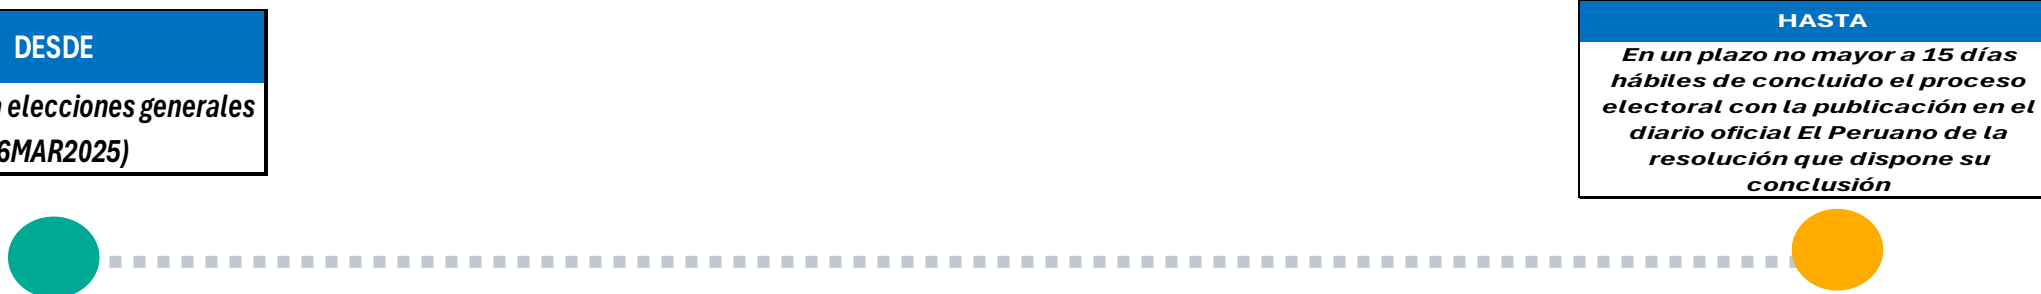 DESDE
elecciones generales
6MAR2025)
HASTA
En un plazo no mayor a 15 días
hábiles de concluido el proceso
electoral con la publicación en el
diario oficial El Peruano de la
resolución que dispone su
conclusión